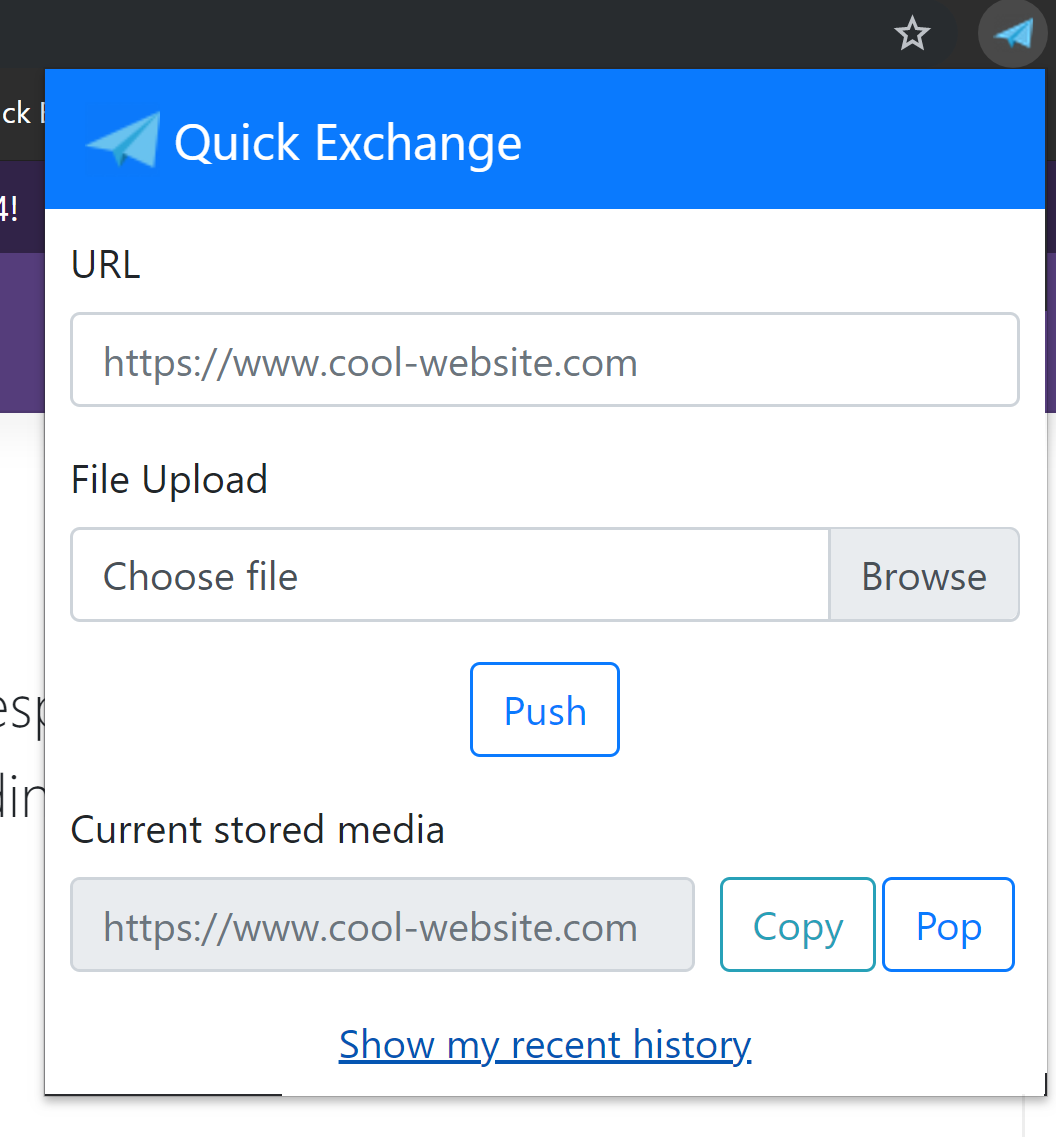 ck
Quick Exchange
4!
URL
https://www.cool-website.com
File Upload
Choose file Browse
Push
esp
din
Current stored media
https://www.cool-website.com Copy Pop
Show my recent history